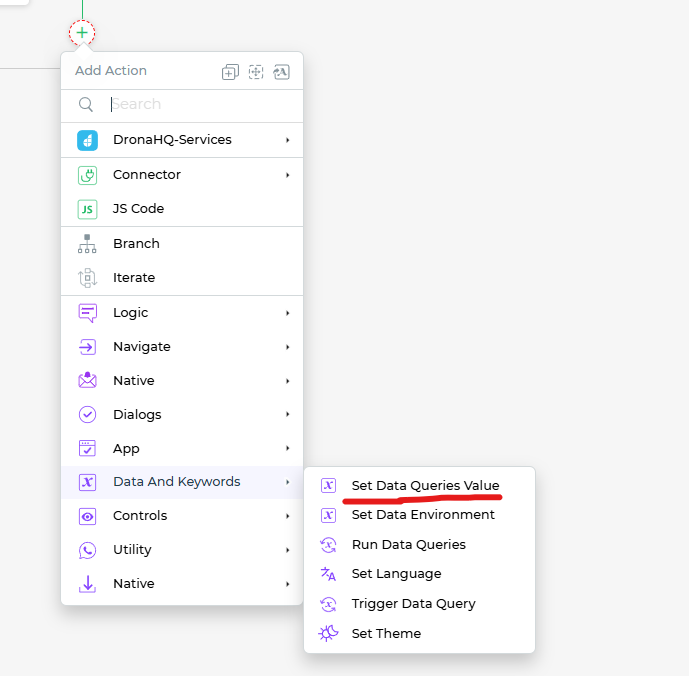 Add Action
Search
DronaHQ-Services
Connector
JS JS Code
Branch
Iterate
Logic
Navigate
Native
Dialogs
App
Data And Keywords
Controls
Utility
Native
Set Data Queries Value
Set Data Environment
Run Data Queries
Set Language
Trigger Data Query
Set Theme